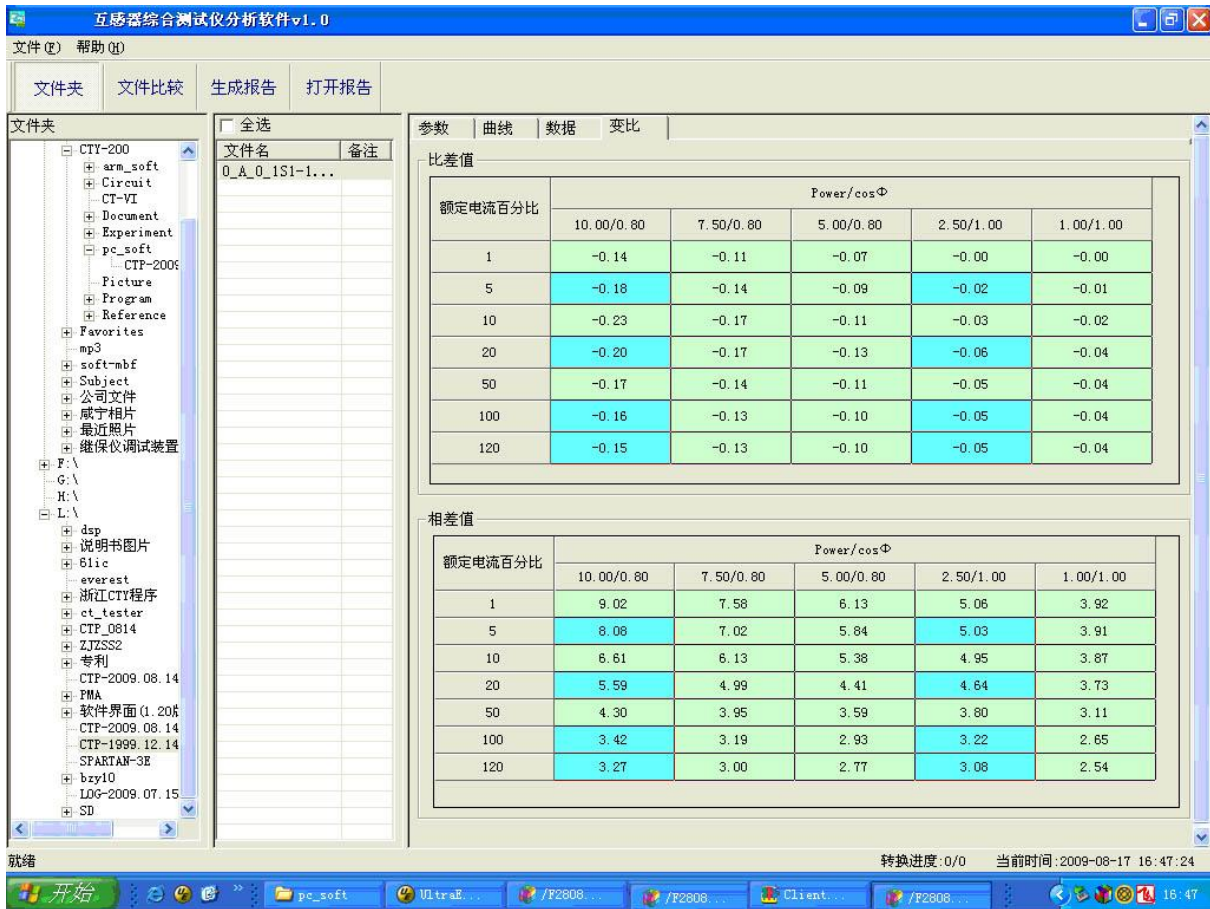 互感器综合测试仪分析软件v1.0
文件(F) 帮助(H)
文件夹 文件比较 生成报告 打开报告
文件夹
CTY-200
arm_soft
Circuit
CT-VI
Document
Experiment
pc_soft
CTP-2009
Picture
Program
Reference
Favorites
mp3
soft-mbf
Subject
公司文件
咸宁相片
最近照片
继保仪调试装置
F:\
G:\
H:\
L:\
dsp
说明书图片
61ic
everest
浙江CTY程序
ct_tester
CTP_0814
ZJZSS2
专利
CTP-2009.08.14
PMA
软件界面(1.20版
CTP-2009.08.14
CTP-1999.12.14
SPARTAN-3E
bzy10
LOG-2009.07.15
SD
全选
文件名 备注
0_A_0_1S1-1...
参数 曲线 数据 变比
比差值
额定电流百分比 Power/cosΦ
10.00/0.80 7.50/0.80 5.00/0.80 2.50/1.00 1.00/1.00
1 -0.14 -0.11 -0.07 -0.00 -0.00
5 -0.18 -0.14 -0.09 -0.02 -0.01
10 -0.23 -0.17 -0.11 -0.03 -0.02
20 -0.20 -0.17 -0.13 -0.06 -0.04
50 -0.17 -0.14 -0.11 -0.05 -0.04
100 -0.16 -0.13 -0.10 -0.05 -0.04
120 -0.15 -0.13 -0.10 -0.05 -0.04
相差值
额定电流百分比 Power/cosΦ
10.00/0.80 7.50/0.80 5.00/0.80 2.50/1.00 1.00/1.00
1 9.02 7.58 6.13 5.06 3.92
5 8.08 7.02 5.84 5.03 3.91
10 6.61 6.13 5.38 4.95 3.87
20 5.59 4.99 4.41 4.64 3.73
50 4.30 3.95 3.59 3.80 3.11
100 3.42 3.19 2.93 3.22 2.65
120 3.27 3.00 2.77 3.08 2.54
就绪 转换进度:0/0 当前时间:2009-08-17 16:47:24
开始 pc_soft UltraE... /F2808... /F2808... Client... /F2808... 16:47